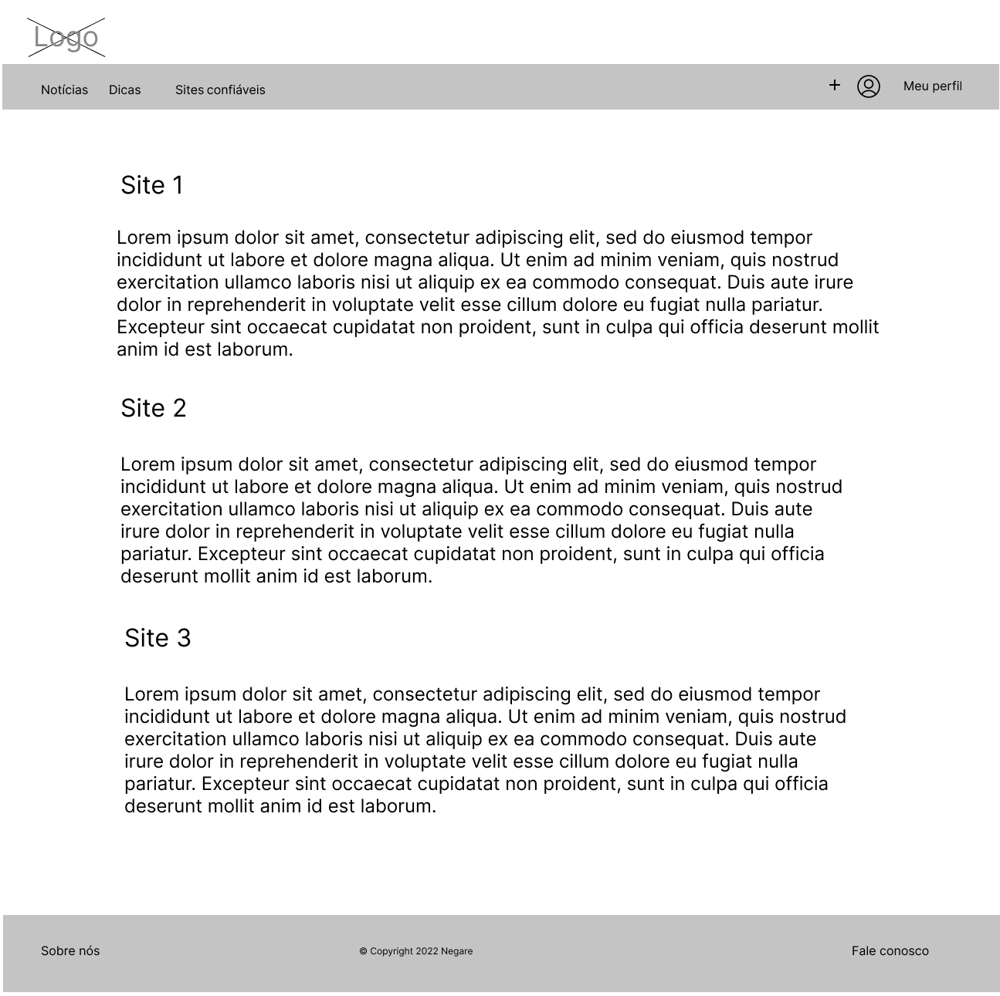 Logo
Notícias Dicas Sites confiáveis + Meu perfil
Site 1
Lorem ipsum dolor sit amet, consectetur adipiscing elit, sed do eiusmod tempor
incididunt ut labore et dolore magna aliqua. Ut enim ad minim veniam, quis nostrud
exercitation ullamco laboris nisi ut aliquip ex ea commodo consequat. Duis aute irure
dolor in reprehenderit in voluptate velit esse cillum dolore eu fugiat nulla pariatur.
Excepteur sint occaecat cupidatat non proident, sunt in culpa qui officia deserunt mollit
anim id est laborum.
Site 2
Lorem ipsum dolor sit amet, consectetur adipiscing elit, sed do eiusmod tempor
incididunt ut labore et dolore magna aliqua. Ut enim ad minim veniam, quis nostrud
exercitation ullamco laboris nisi ut aliquip ex ea commodo consequat. Duis aute
irure dolor in reprehenderit in voluptate velit esse cillum dolore eu fugiat nulla
pariatur. Excepteur sint occaecat cupidatat non proident, sunt in culpa qui officia
deserunt mollit anim id est laborum.
Site 3
Lorem ipsum dolor sit amet, consectetur adipiscing elit, sed do eiusmod tempor
incididunt ut labore et dolore magna aliqua. Ut enim ad minim veniam, quis nostrud
exercitation ullamco laboris nisi ut aliquip ex ea commodo consequat. Duis aute
irure dolor in reprehenderit in voluptate velit esse cillum dolore eu fugiat nulla
pariatur. Excepteur sint occaecat cupidatat non proident, sunt in culpa qui officia
deserunt mollit anim id est laborum.
Sobre nós © Copyright 2022 Negare Fale conosco